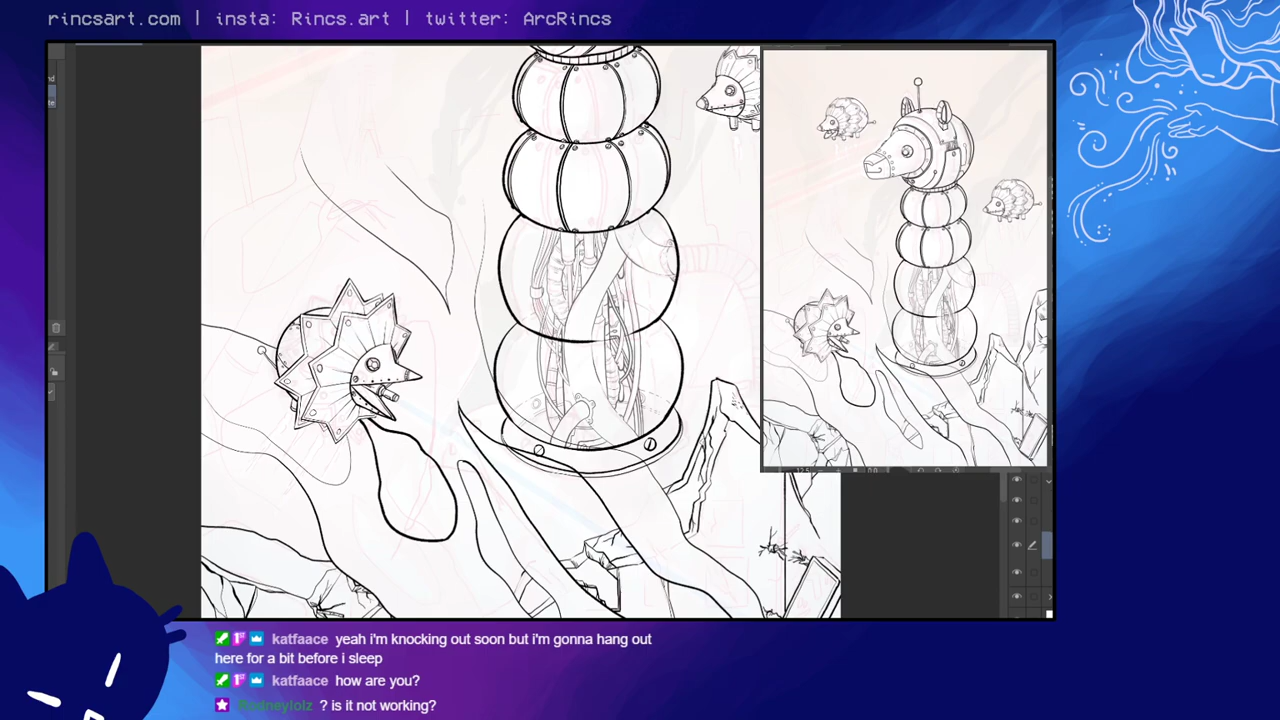 rincsart.com | insta: Rincs.art | twitter: ArcRincs
katfaace yeah i'm knocking out soon but i'm gonna hang out
here for a bit before i sleep
katfaace how are you?
Rodneylolz ? is it not working?